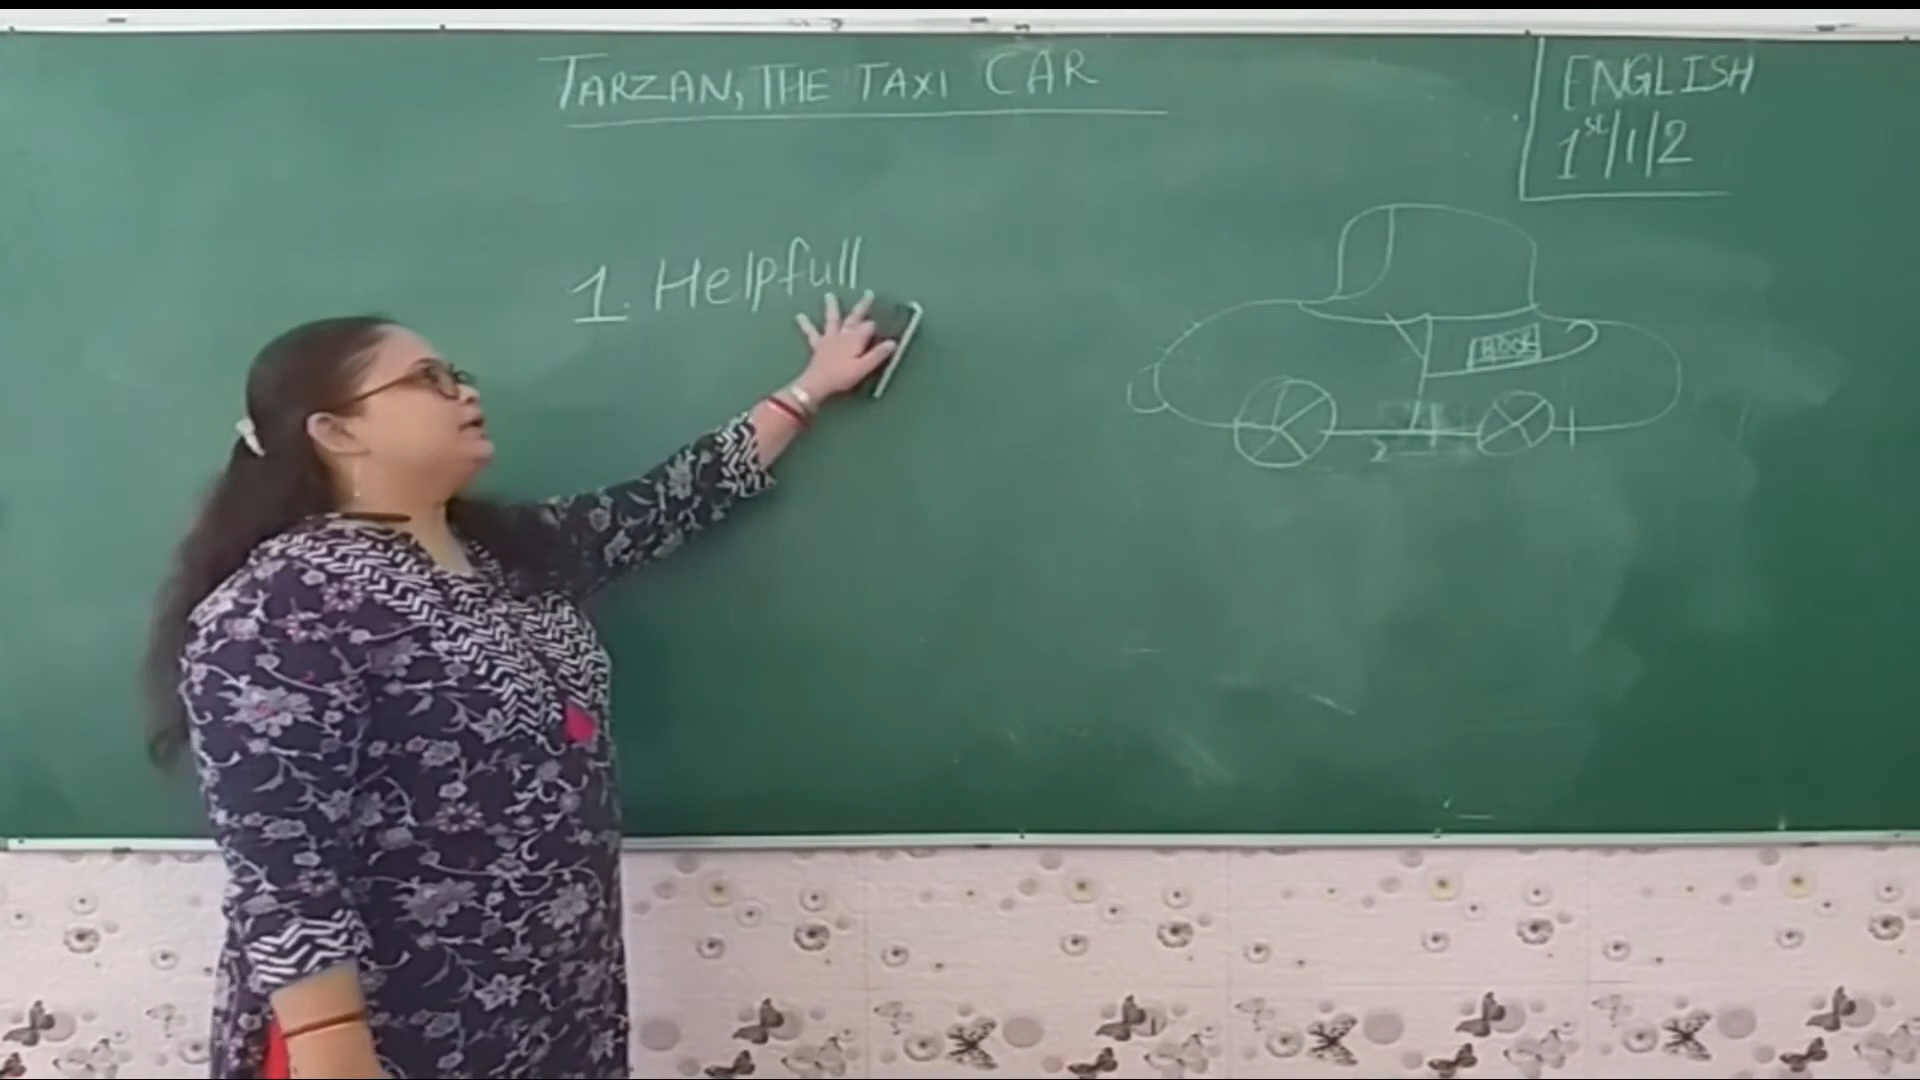 TARZAN, THE TAXI CAR
ENGLISH
1st/1/2
1. Helpfull